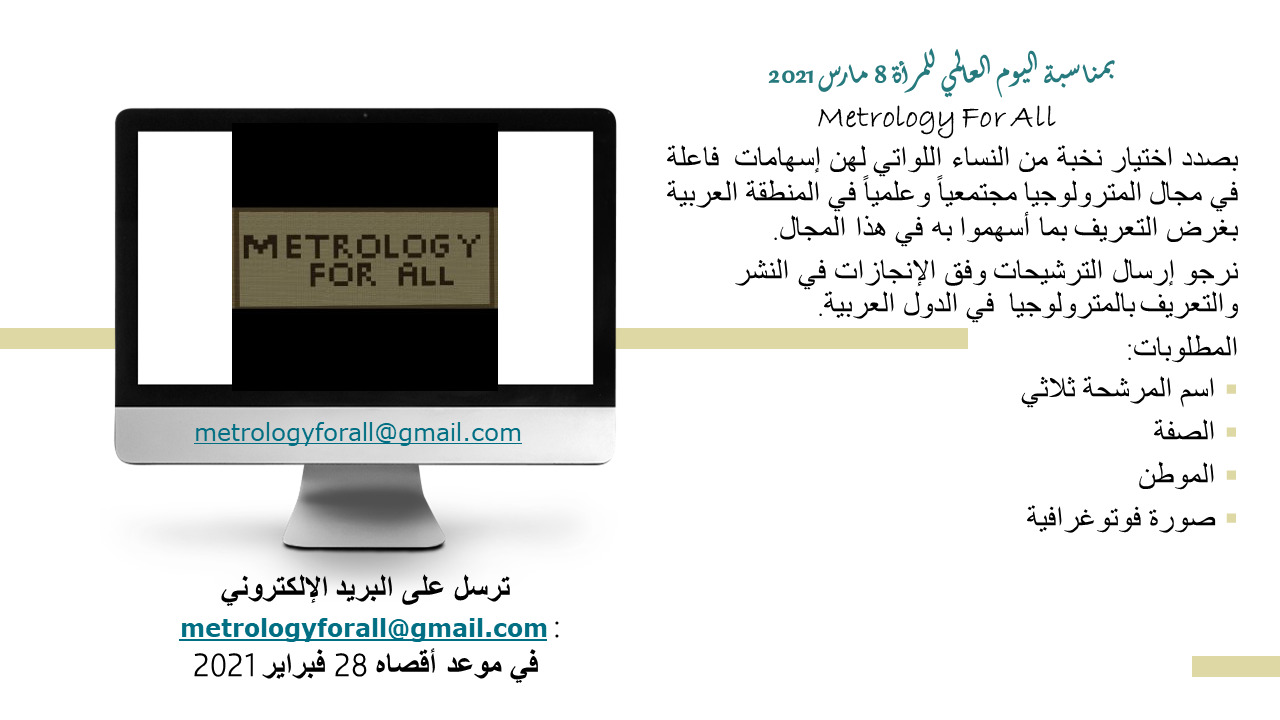 بمناسبة اليوم العالمي للمرأة 8 مارس 2021
Metrology For All
بصدد اختيار نخبة من النساء اللواتي لهن إسهامات فاعلة
في مجال المترولوجيا مجتمعياً وعلمياً في المنطقة العربية
بغرض التعريف بما أسهموا به في هذا المجال.
نرجو إرسال الترشيحات وفق الإنجازات في النشر
والتعريف بالمترولوجيا في الدول العربية.
المطلوبات:
▪ اسم المرشحة ثلاثي
▪ الصفة
▪ الموطن
▪ صورة فوتوغرافية
METROLOGY
FOR ALL
metrologyforall@gmail.com
ترسل على البريد الإلكتروني
: metrologyforall@gmail.com
في موعد أقصاه 28 فبراير 2021